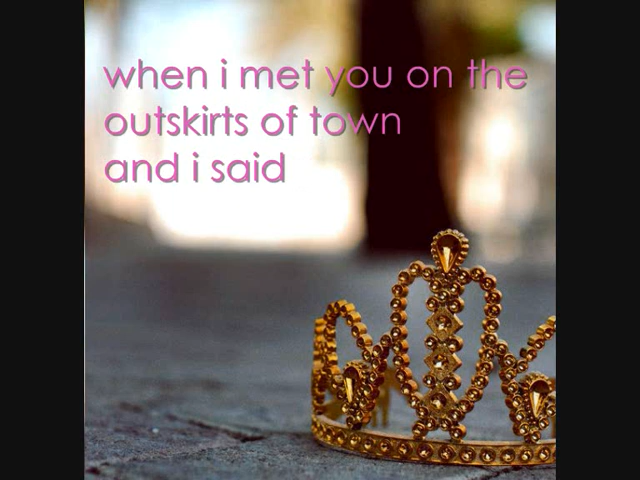 when i met you on the
outskirts of town
and i said